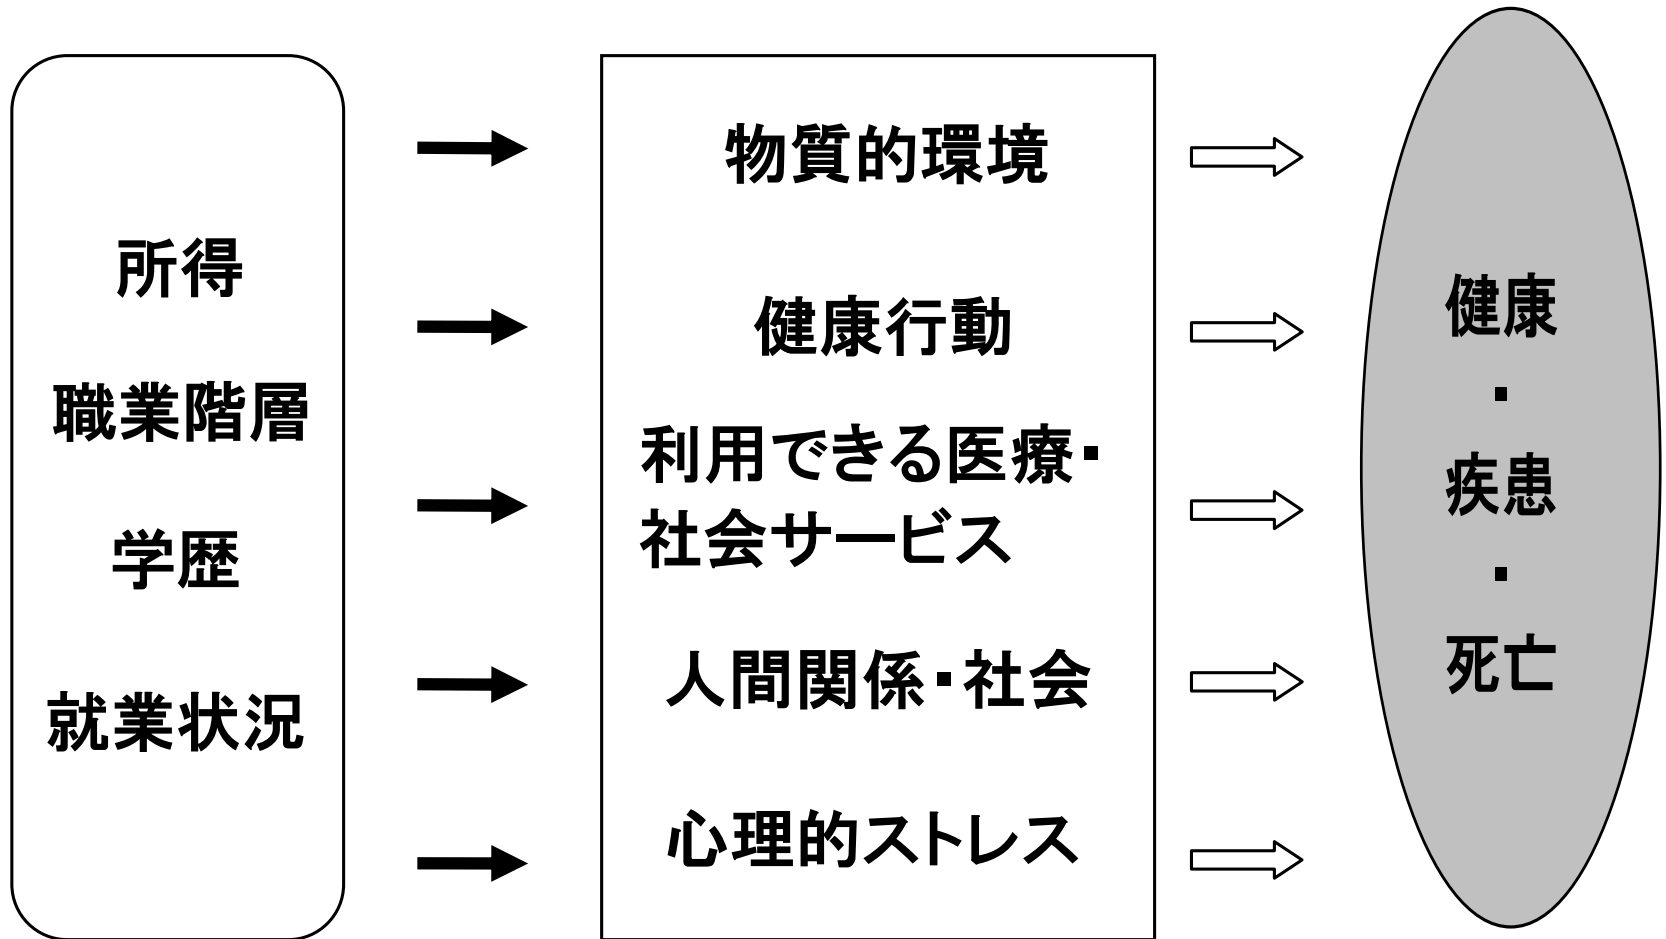 所得
職業階層
学歴
就業状況
物質的環境
健康行動
利用できる医療・
社会サービス
人間関係・社会
心理的ストレス
健康
・
疾患
・
死亡